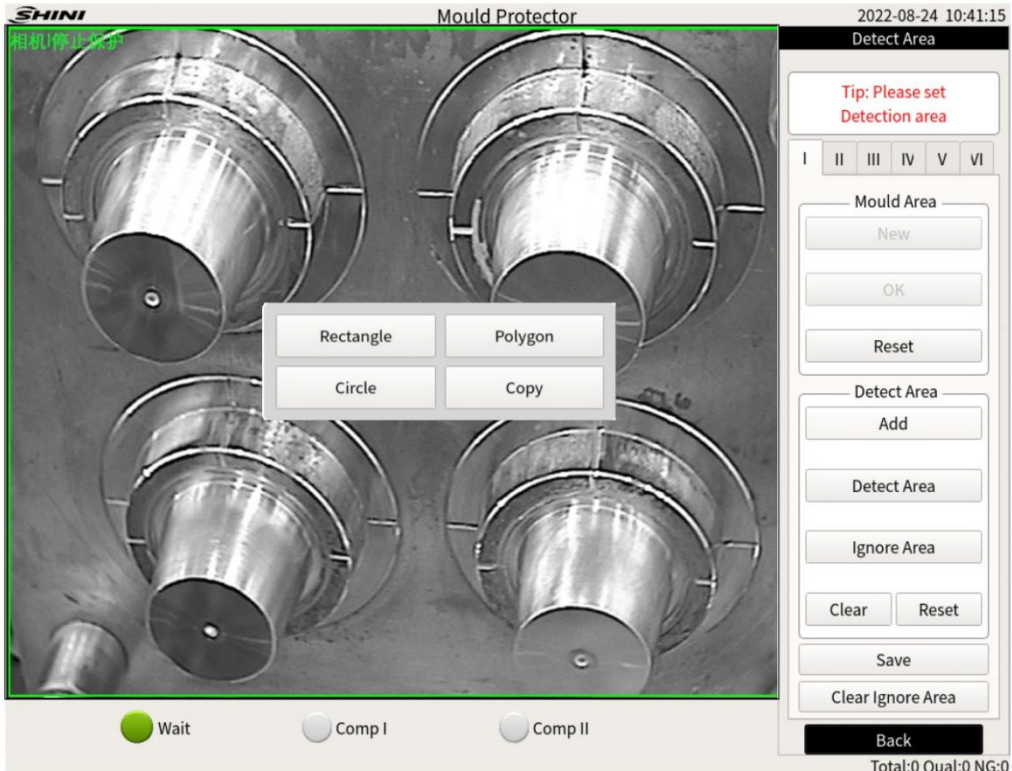 SHINI
Mould Protector
2022-08-24 10:41:15
相机I停止保护
Detect Area
Tip: Please set
Detection area
I II III IV V VI
Mould Area
New
OK
Reset
Rectangle Polygon
Circle Copy
Detect Area
Add
Detect Area
Ignore Area
Clear Reset
Save
Clear Ignore Area
Wait Comp I Comp II
Back
Total:0 Qual:0 NG:0